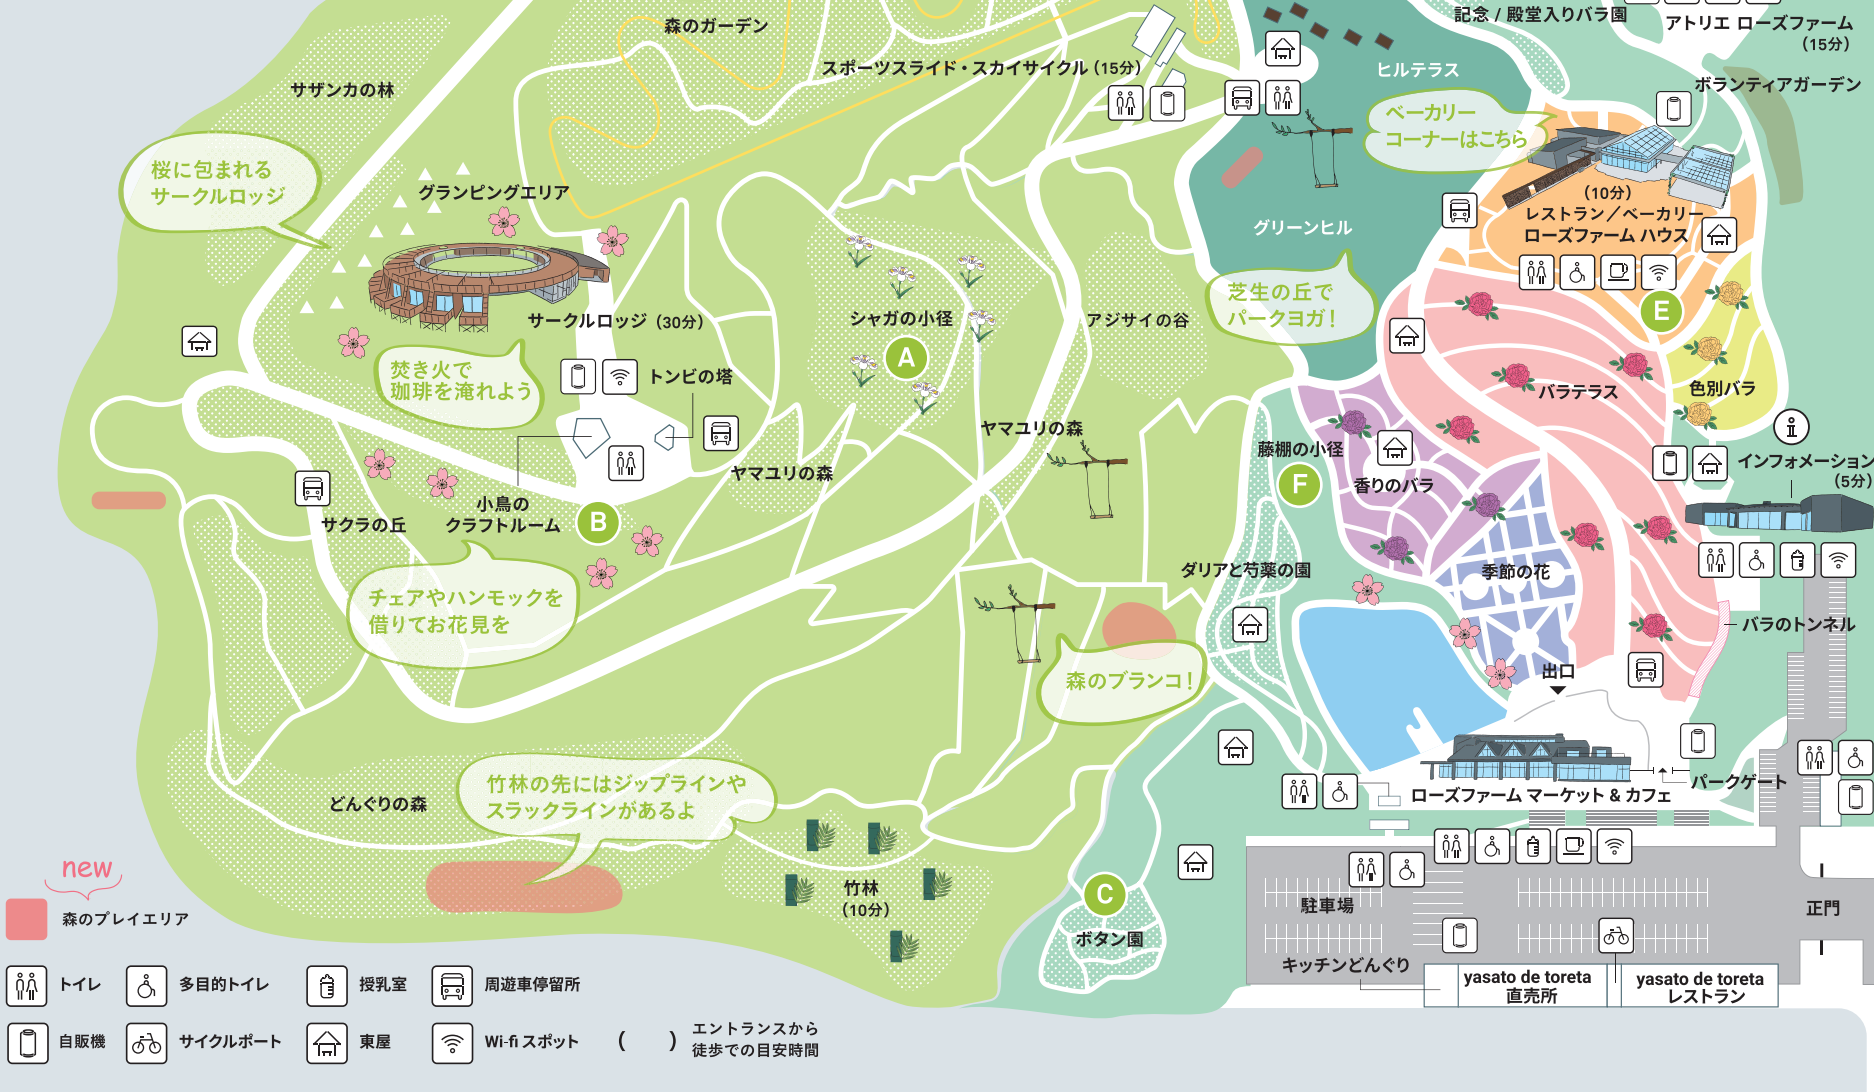 森のガーデン
記念 / 殿堂入りバラ園
アトリエ ローズファーム
(15分)
スポーツスライド・スカイサイクル (15分)
ヒルテラス
ボランティアガーデン
サザンカの林
ベーカリー
コーナーはこちら
桜に包まれる
サークルロッジ
グランピングエリア
(10分)
レストラン／ベーカリー
ローズファーム ハウス
グリーンヒル
芝生の丘で
パークヨガ！
E
サークルロッジ (30分)
シャガの小径
アジサイの谷
A
焚き火で
珈琲を淹れよう
トンビの塔
バラテラス
色別バラ
ヤマユリの森
藤棚の小径
F
香りのバラ
インフォメーション
(5分)
ヤマユリの森
小鳥の
クラフトルーム
サクラの丘
B
ダリアと芍薬の園
季節の花
チェアやハンモックを
借りてお花見を
バラのトンネル
森のブランコ！
出口
竹林の先にはジップラインや
スラックラインがあるよ
どんぐりの森
パークゲート
ローズファーム マーケット & カフェ
竹林
(10分)
C
ボタン園
駐車場
正門
キッチンどんぐり
yasato de toreta
直売所
yasato de toreta
レストラン
new
森のプレイエリア
トイレ
多目的トイレ
授乳室
周遊車停留所
自販機
サイクルポート
東屋
Wi-fi スポット
( )
エントランスから
徒歩での目安時間